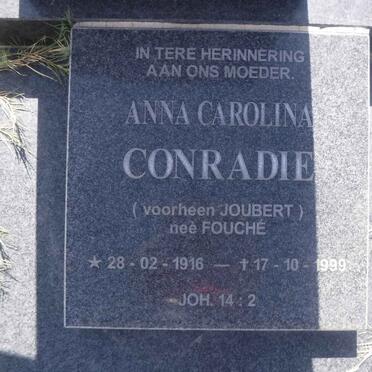 IN TERE HERINNERING
AAN ONS MOEDER.
ANNA CAROLINA
CONRADIE
( voorheen JOUBERT )
neè FOUCHÉ
★ 28 - 02 - 1916 — † 17 - 10 - 1999
JOH. 14 : 2